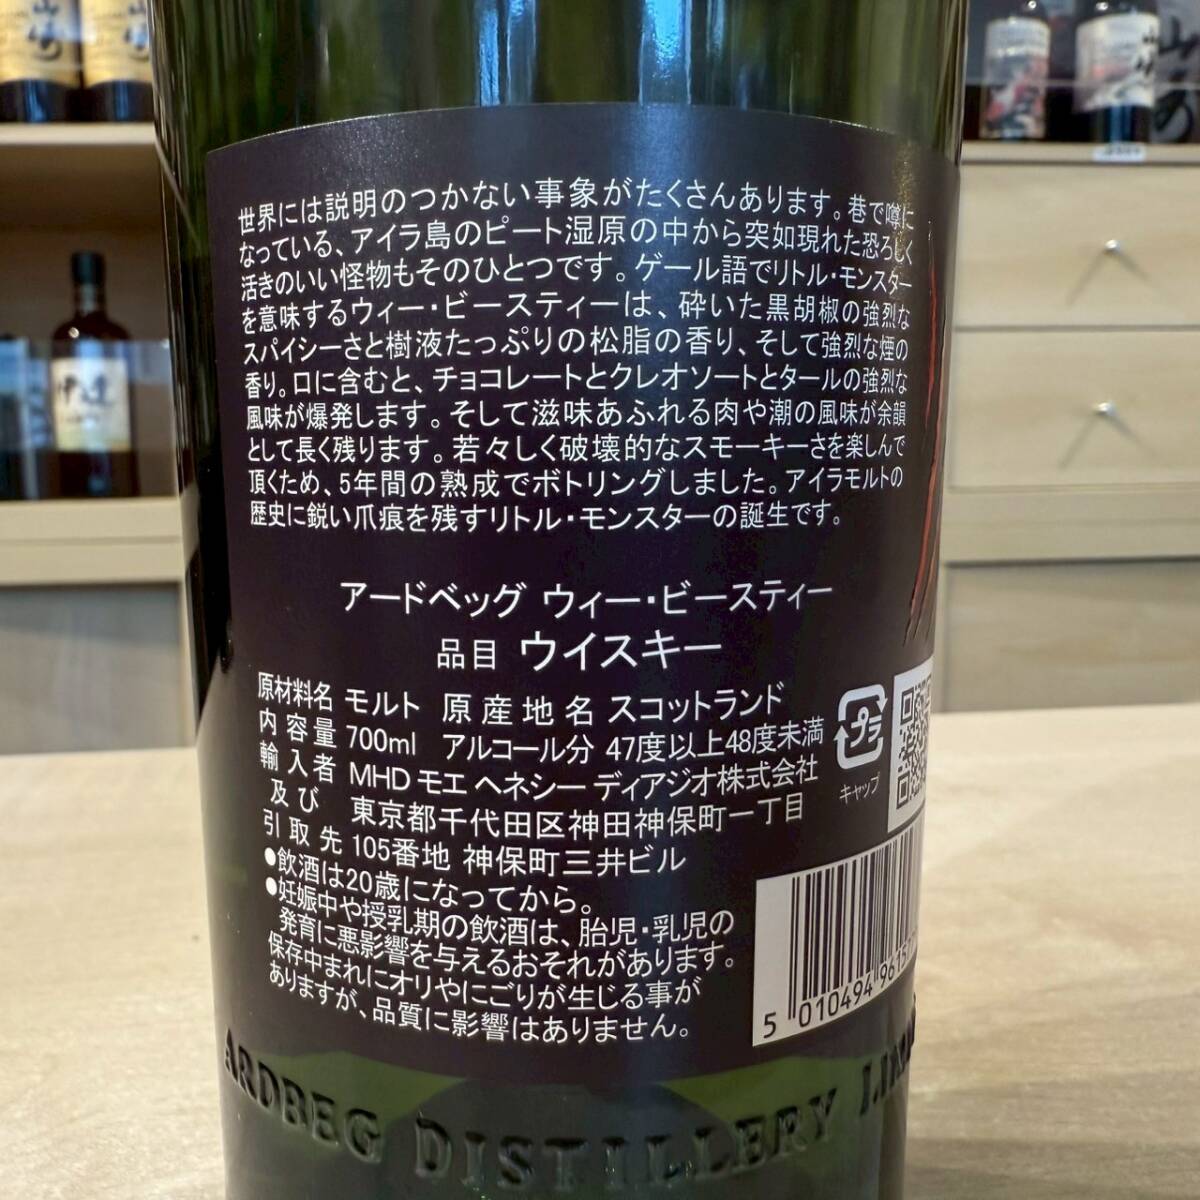 世界には説明のつかない事象がたくさんあります。巷で噂に
なっている、アイラ島のピート湿原の中から突如現れた恐ろしく
活きのいい怪物もそのひとつです。ゲール語でリトル・モンスター
を意味するウィー・ビースティーは、砕いた黒胡椒の強烈な
スパイシーさと樹液たっぷりの松脂の香り、そして強烈な煙の
香り。口に含むと、チョコレートとクレオソートとタールの強烈な
風味が爆発します。そして滋味あふれる肉や潮の風味が余韻
として長く残ります。若々しく破壊的なスモーキーさを楽しんで
頂くため、5年間の熟成でボトリングしました。アイラモルトの
歴史に鋭い爪痕を残すリトル・モンスターの誕生です。
アードベッグ ウィー・ビースティー
品目 ウイスキー
原材料名 モルト 原産地名 スコットランド
内容量 700ml アルコール分 47度以上48度未満
輸入者 MHD モエ ヘネシー ディアジオ株式会社
及び 東京都千代田区神田神保町一丁目
引取先 105番地 神保町三井ビル
●飲酒は20歳になってから。
●妊娠中や授乳期の飲酒は、胎児・乳児の
発育に悪影響を与えるおそれがあります。
保存中まれにオリやにごりが生じる事が
ありますが、品質に影響はありません。
プラ
キャップ
5 010494 9615
ARDBEG DISTILLERY